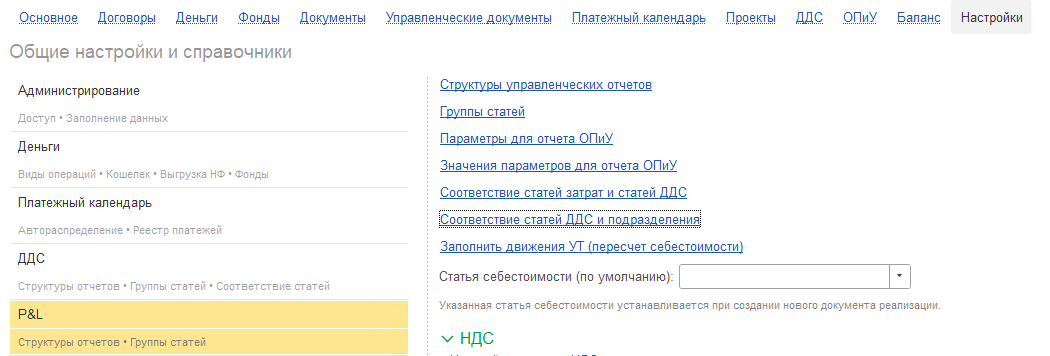 Основное Договоры Деньги Фонды Документы Управленческие документы Платежный календарь Проекты ДДС ОПиУ Баланс Настройки
Общие настройки и справочники
Администрирование
Доступ • Заполнение данных
Деньги
Виды операций • Кошелек • Выгрузка НФ • Фонды
Платежный календарь
Автораспределение • Реестр платежей
ДДС
Структуры отчетов • Группы статей • Соответствие статей
P&L
Структуры отчетов • Группы статей
Структуры управленческих отчетов
Группы статей
Параметры для отчета ОПиУ
Значения параметров для отчета ОПиУ
Соответствие статей затрат и статей ДДС
Соответствие статей ДДС и подразделения
Заполнить движения УТ (пересчет себестоимости)
Статья себестоимости (по умолчанию):
Указанная статья себестоимости устанавливается при создании нового документа реализации.
НДС